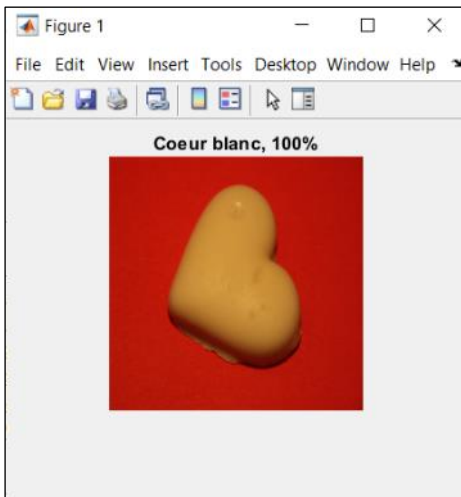 Figure 1
File Edit View Insert Tools Desktop Window Help
Coeur blanc, 100%